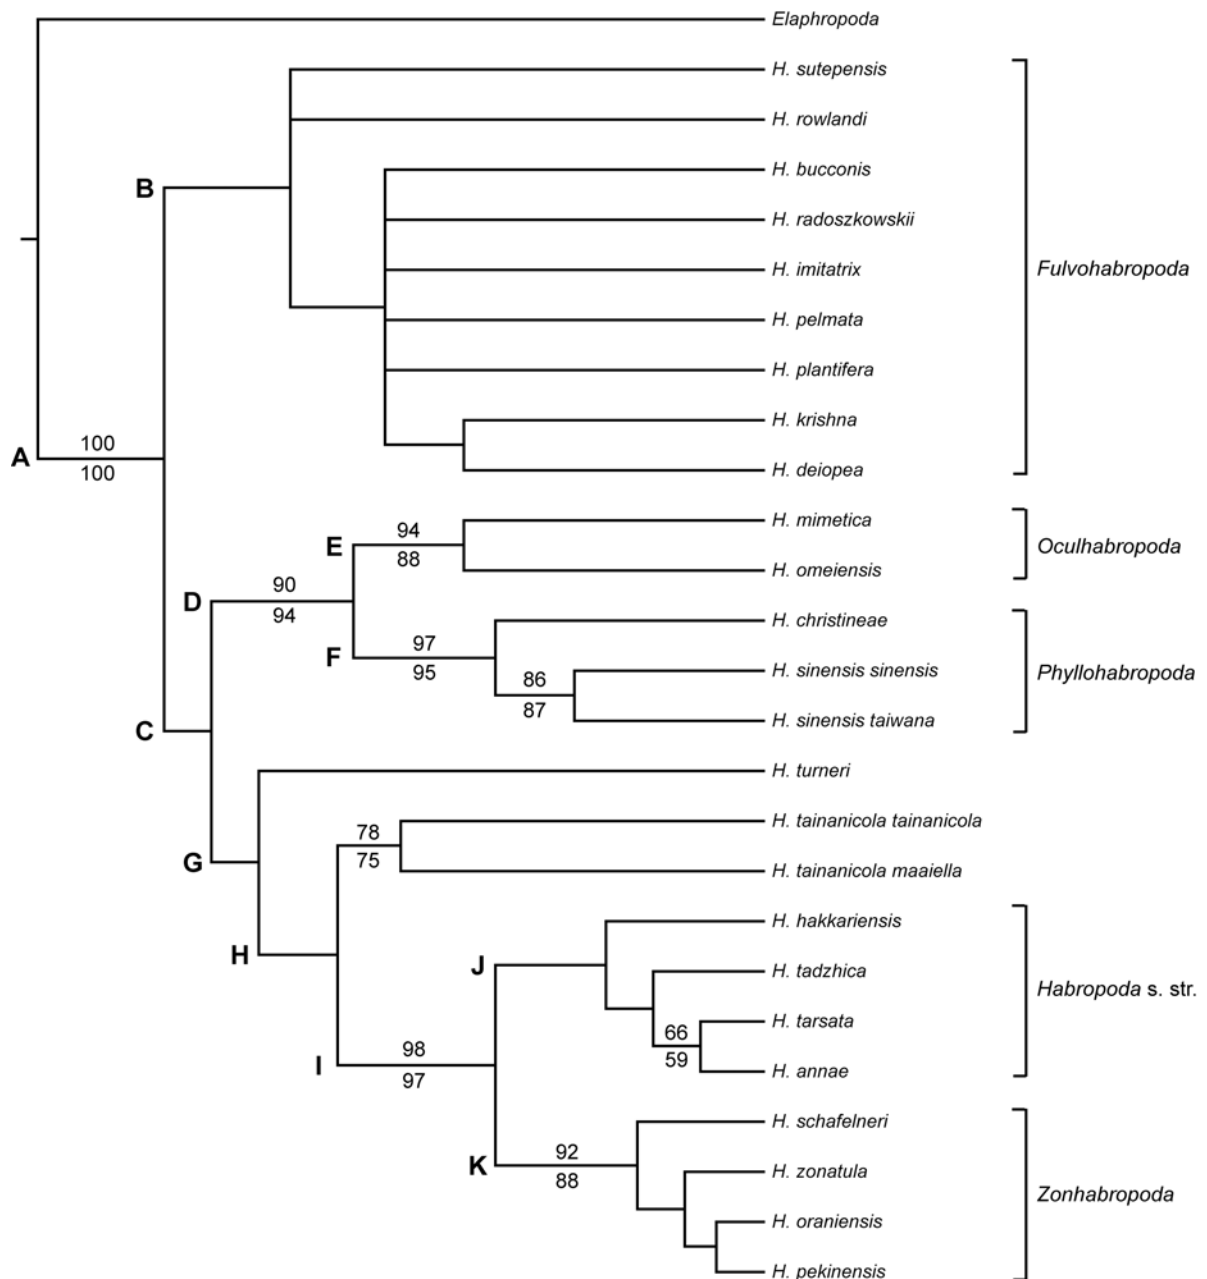 Elaphropoda
H. sutepensis
H. rowlandi
H. bucconis
B
H. radoszkowskii
H. imitatrix
Fulvohabropoda
H. pelmata
H. plantifera
H. krishna
100
A
100
H. deiopea
H. mimetica
94
E
88
Oculhabropoda
H. omeiensis
90
D
94
H. christineae
97
F
95
H. sinensis sinensis
Phyllohabropoda
86
87
H. sinensis taiwana
C
H. turneri
H. tainanicola tainanicola
78
75
G
H. tainanicola maaiella
H. hakkariensis
H
J
H. tadzhica
Habropoda s. str.
H. tarsata
66
59
98
I
97
H. annae
H. schafelneri
92
K
88
H. zonatula
Zonhabropoda
H. oraniensis
H. pekinensis